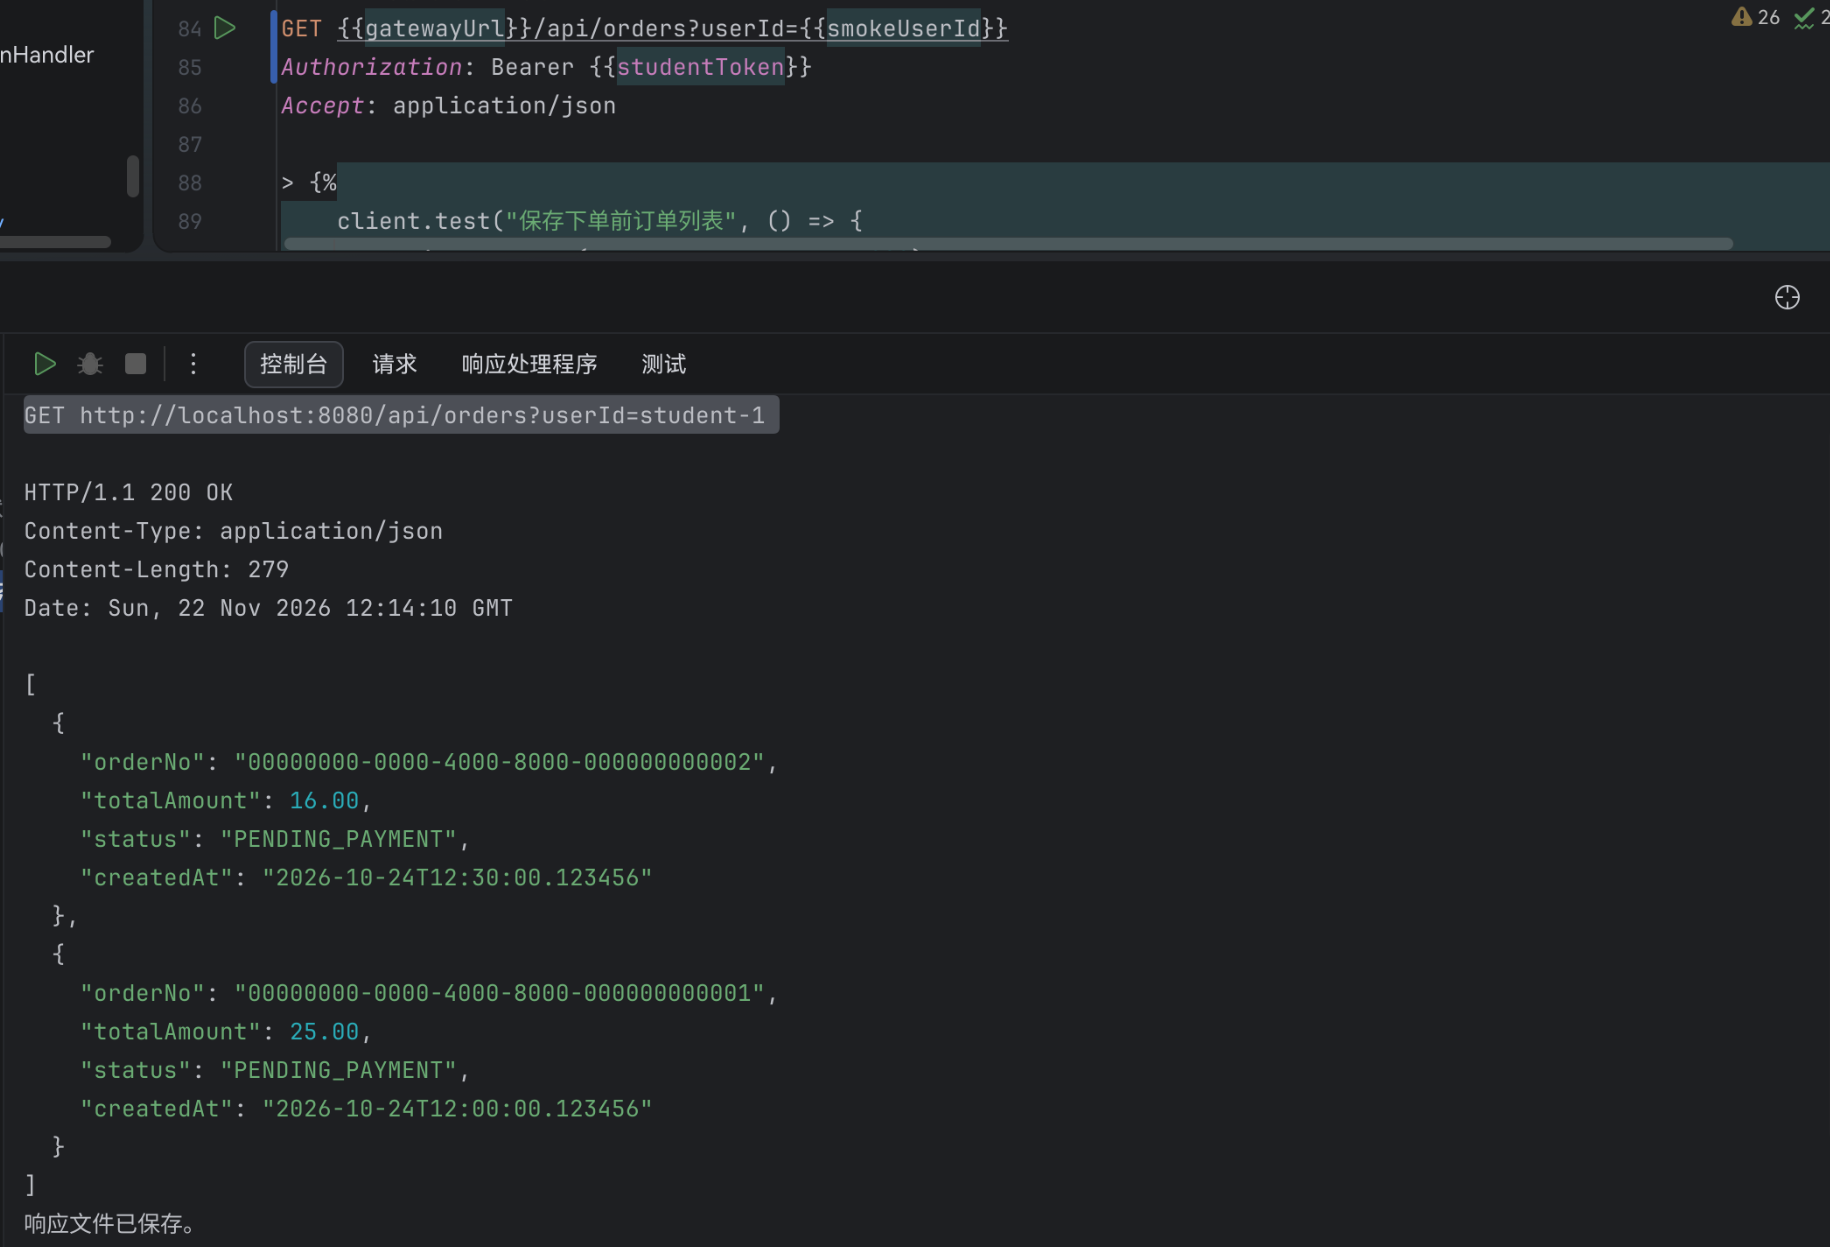 nHandler
84 GET {{gatewayUrl}}/api/orders?userId={{smokeUserId}}
26 2
85 Authorization: Bearer {{studentToken}}
86 Accept: application/json
87
88 > {%
89 client.test("保存下单前订单列表", () => {
控制台 请求 响应处理程序 测试
GET http://localhost:8080/api/orders?userId=student-1
HTTP/1.1 200 OK
Content-Type: application/json
Content-Length: 279
Date: Sun, 22 Nov 2026 12:14:10 GMT
[
{
"orderNo": "00000000-0000-4000-8000-000000000002",
"totalAmount": 16.00,
"status": "PENDING_PAYMENT",
"createdAt": "2026-10-24T12:30:00.123456"
},
{
"orderNo": "00000000-0000-4000-8000-000000000001",
"totalAmount": 25.00,
"status": "PENDING_PAYMENT",
"createdAt": "2026-10-24T12:00:00.123456"
}
]
响应文件已保存。